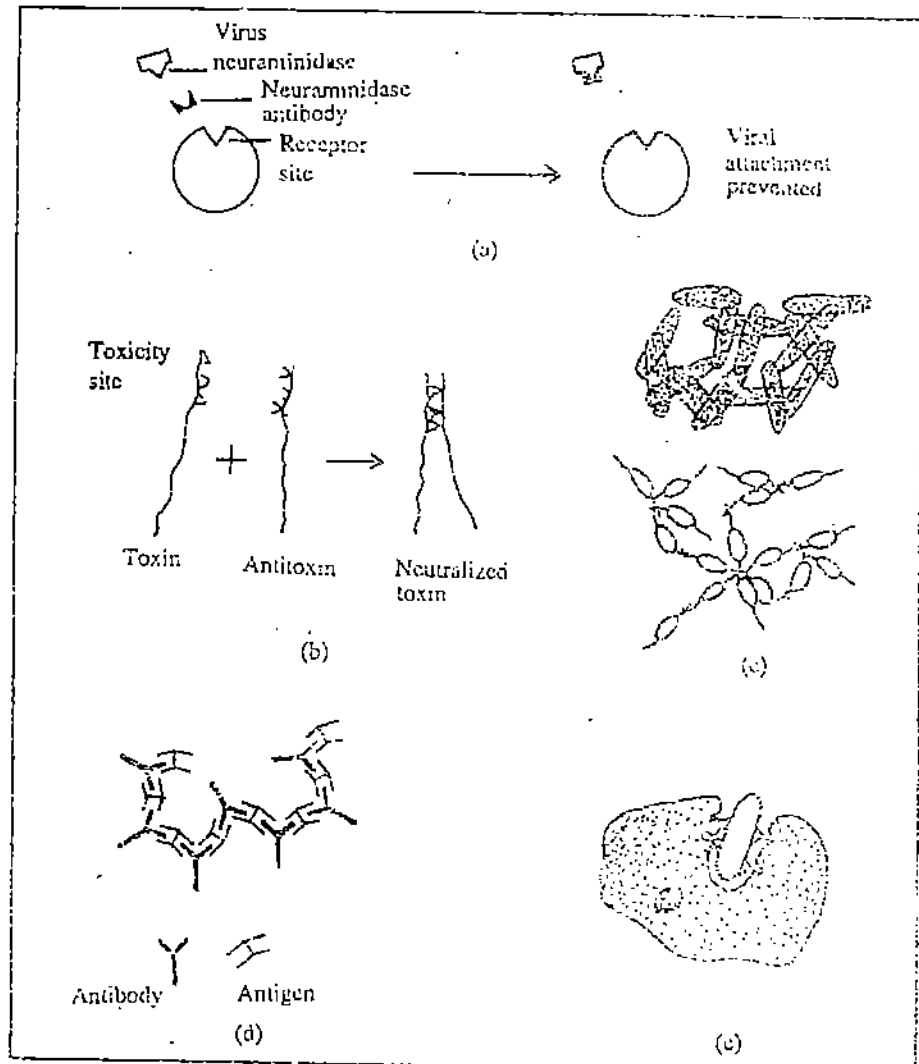 Virus
neuraminidase
Neuraminidase
antibody
Receptor
site
Viral
attachment
prevented
(a)
Toxicity
site
Toxin
Antitoxin
Neutralized
toxin
(b)
(c)
Antibody
Antigen
(d)
(e)